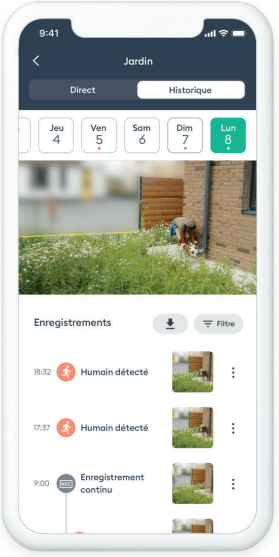 9:41
Jardin
Direct Historique
Jeu Ven Sam Dim Lun
4 5 6 7 8
Enregistrements Filtre
18:32 Humain détecté
17:37 Humain détecté
9:00 REC Enregistrement
continu